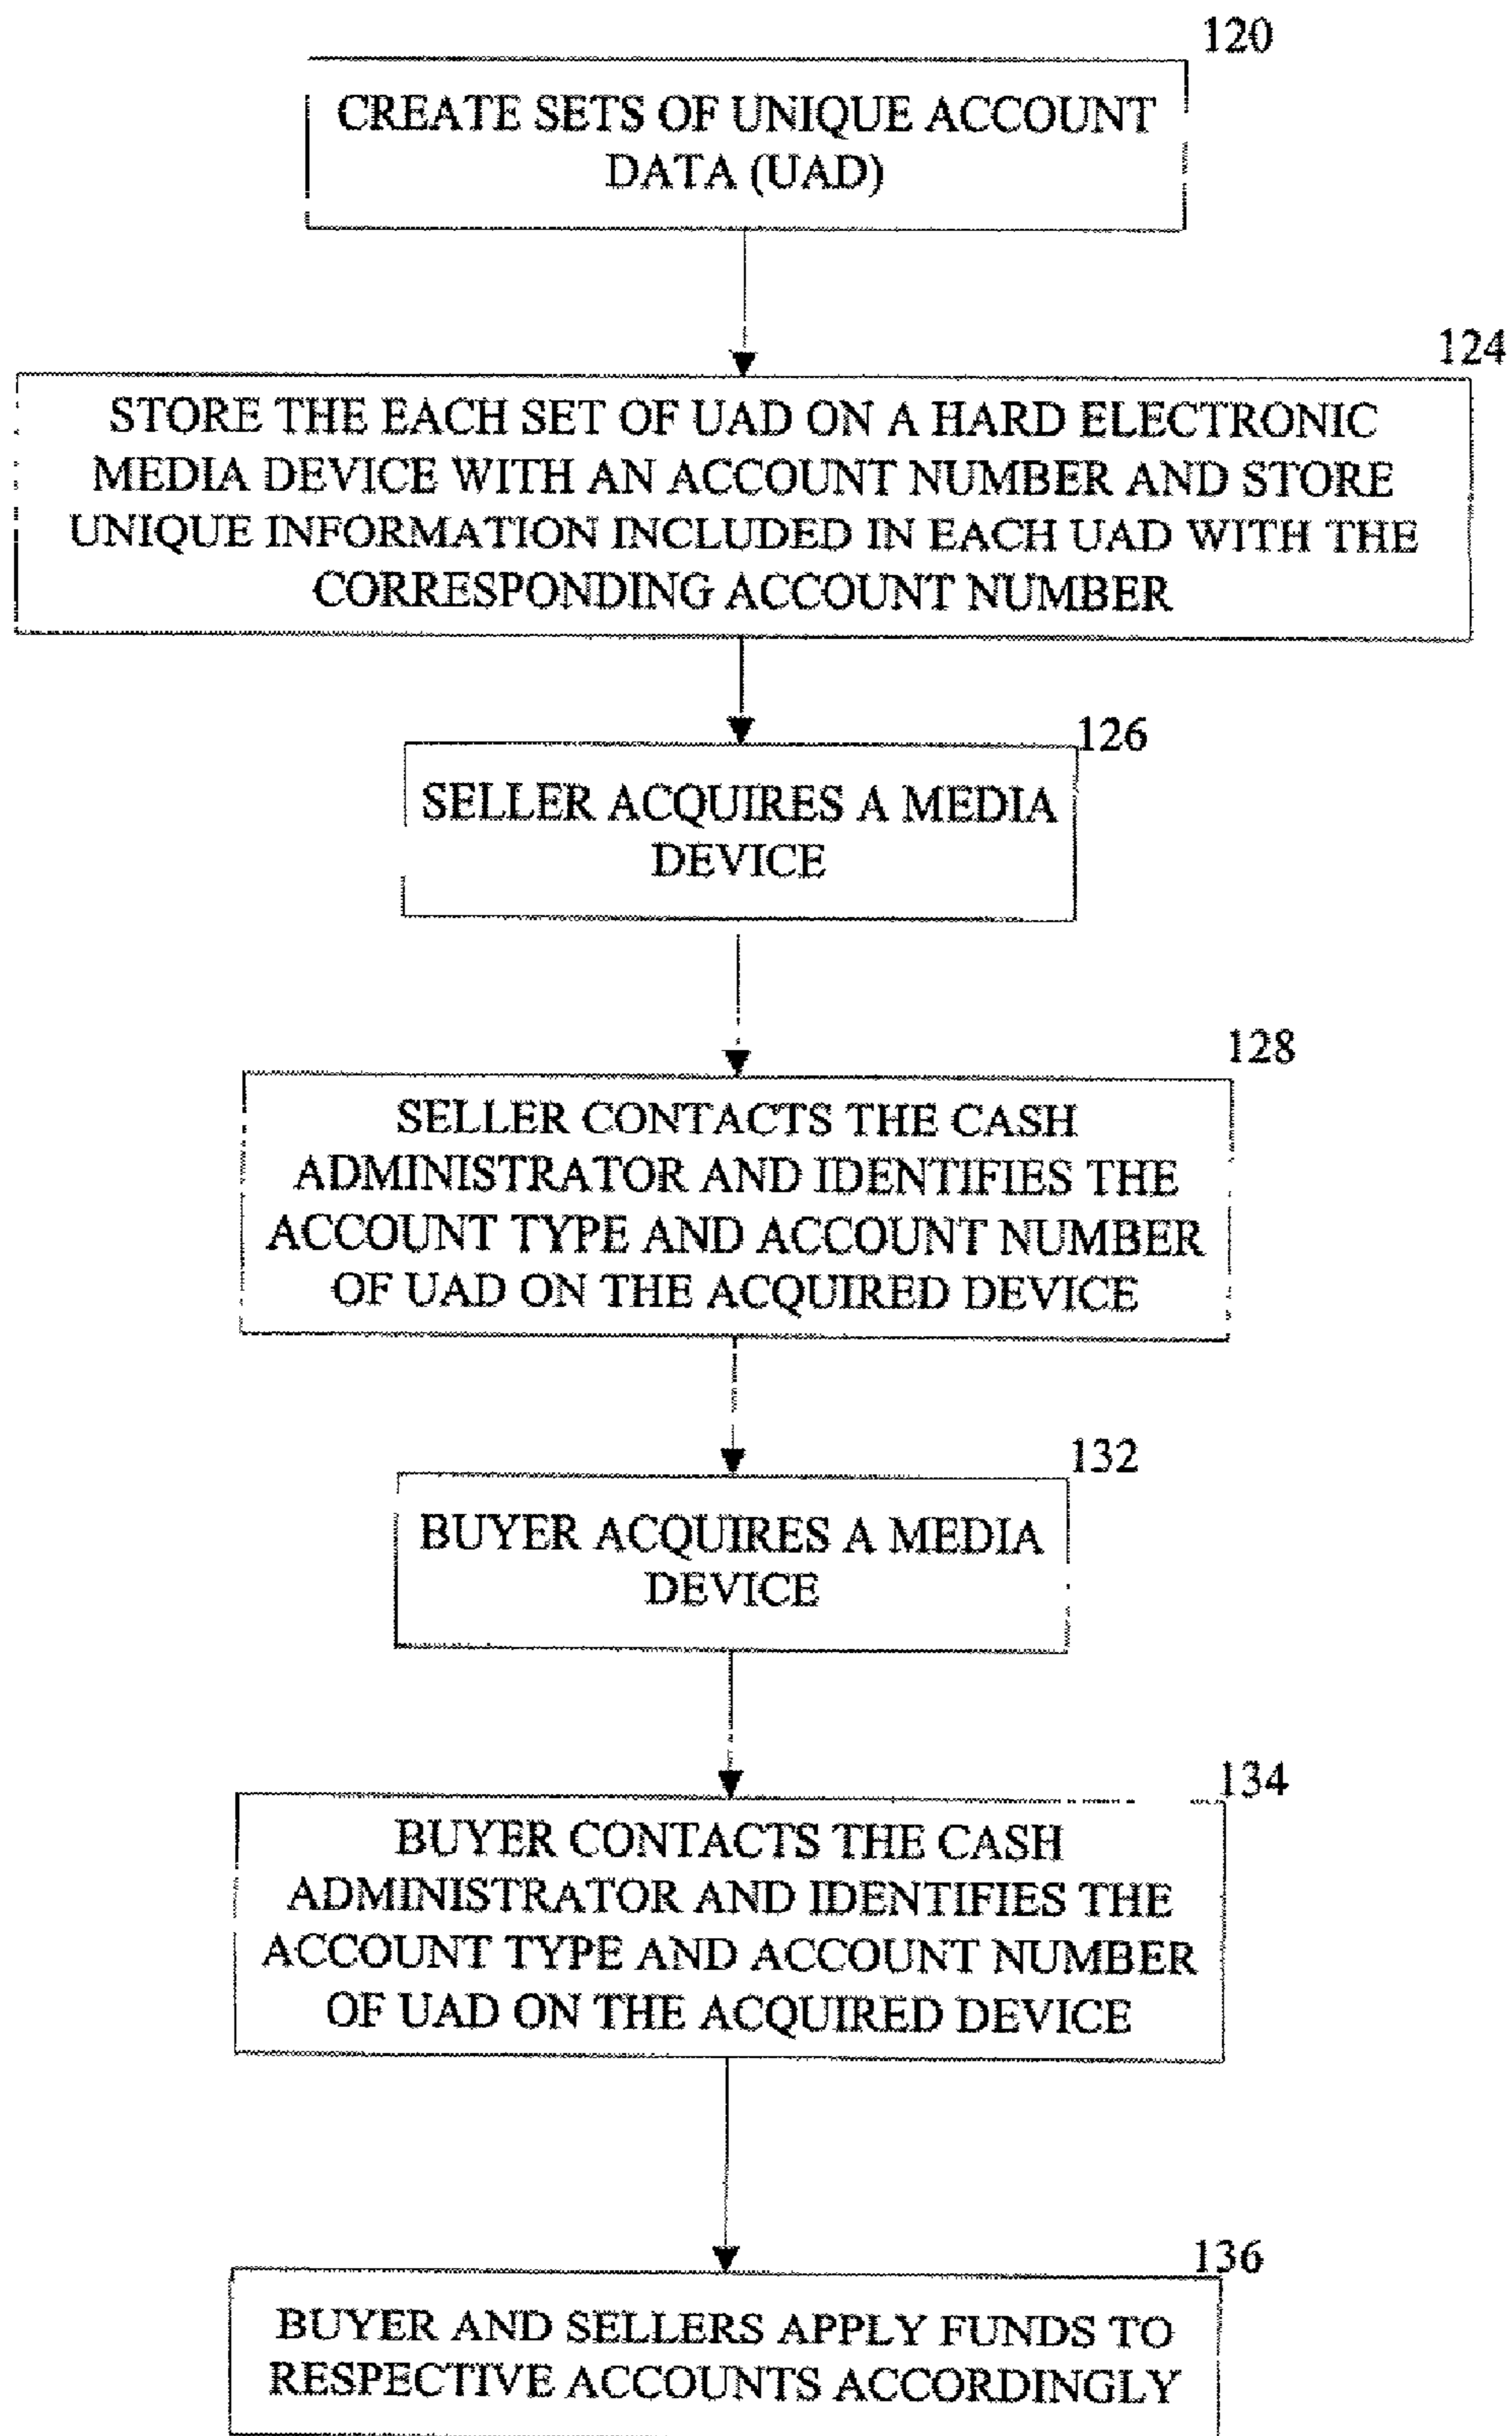 120
CREATE SETS OF UNIQUE ACCOUNT
DATA (UAD)
124
STORE THE EACH SET OF UAD ON A HARD ELECTRONIC
MEDIA DEVICE WITH AN ACCOUNT NUMBER AND STORE
UNIQUE INFORMATION INCLUDED IN EACH UAD WITH THE
CORRESPONDING ACCOUNT NUMBER
126
SELLER ACQUIRES A MEDIA
DEVICE
128
SELLER CONTACTS THE CASH
ADMINISTRATOR AND IDENTIFIES THE
ACCOUNT TYPE AND ACCOUNT NUMBER
OF UAD ON THE ACQUIRED DEVICE
132
BUYER ACQUIRES A MEDIA
DEVICE
134
BUYER CONTACTS THE CASH
ADMINISTRATOR AND IDENTIFIES THE
ACCOUNT TYPE AND ACCOUNT NUMBER
OF UAD ON THE ACQUIRED DEVICE
136
BUYER AND SELLERS APPLY FUNDS TO
RESPECTIVE ACCOUNTS ACCORDINGLY